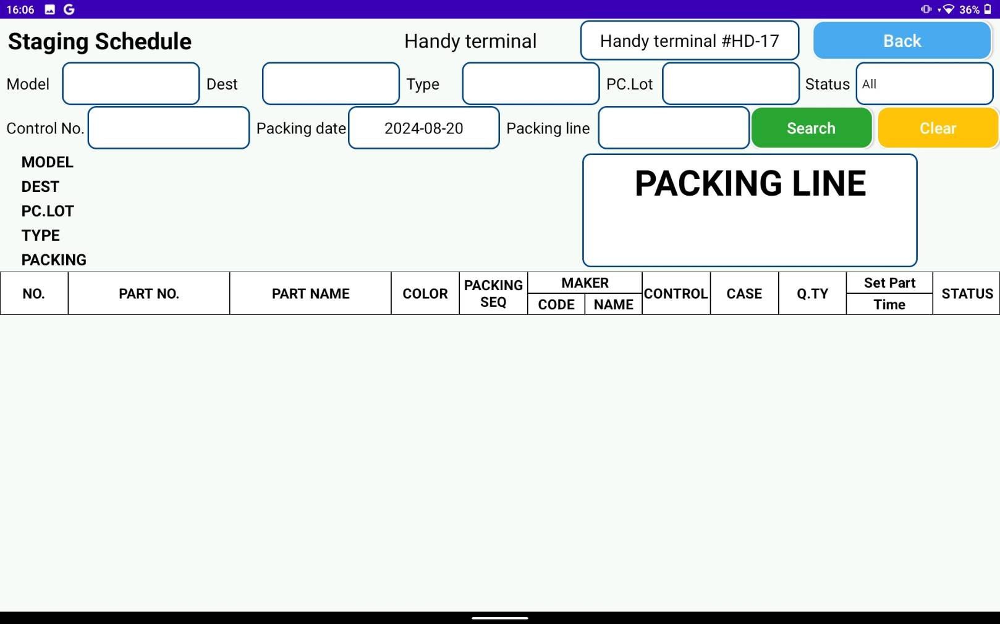 16:06 36%
Staging Schedule Handy terminal Handy terminal #HD-17 Back
Model Dest Type PC.Lot Status All
Control No. Packing date 2024-08-20 Packing line Search Clear
MODEL
DEST
PC.LOT
TYPE
PACKING
PACKING LINE
NO. PART NO. PART NAME COLOR PACKING SEQ MAKER CODE NAME CONTROL CASE Q.TY Set Part Time STATUS